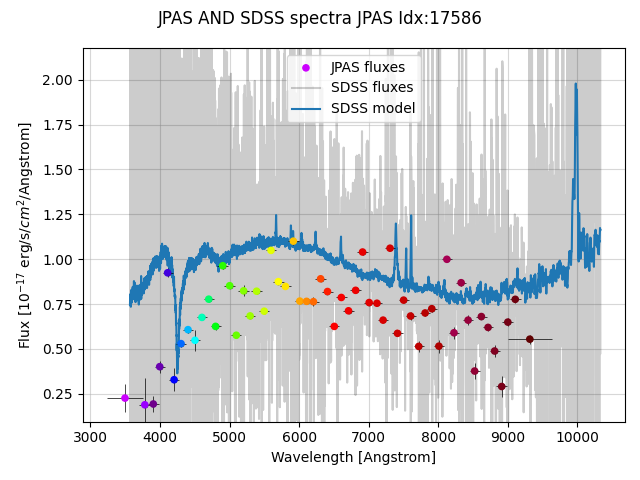 JPAS AND SDSS spectra JPAS Idx:17586
JPAS fluxes
SDSS fluxes
SDSS model
2.00
1.75
1.50
1.25
1.00
0.75
0.50
0.25
Flux [10⁻¹⁷ erg/s/cm²/Angstrom]
3000 4000 5000 6000 7000 8000 9000 10000
Wavelength [Angstrom]